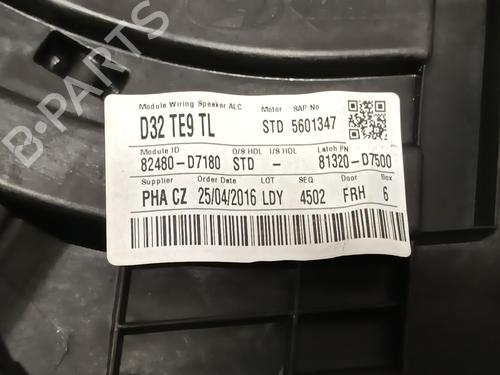 Module Wiring Speaker ALC Motor SAP No
D32 TE9 TL STD 5601347
Module ID O/S HDL I/S HDL Latch PN
82480-D7180 STD - 81320-D7500
Supplier Order Date LOT SEQ Door Box
PHA CZ 25/04/2016 LDY 4502 FRH 6